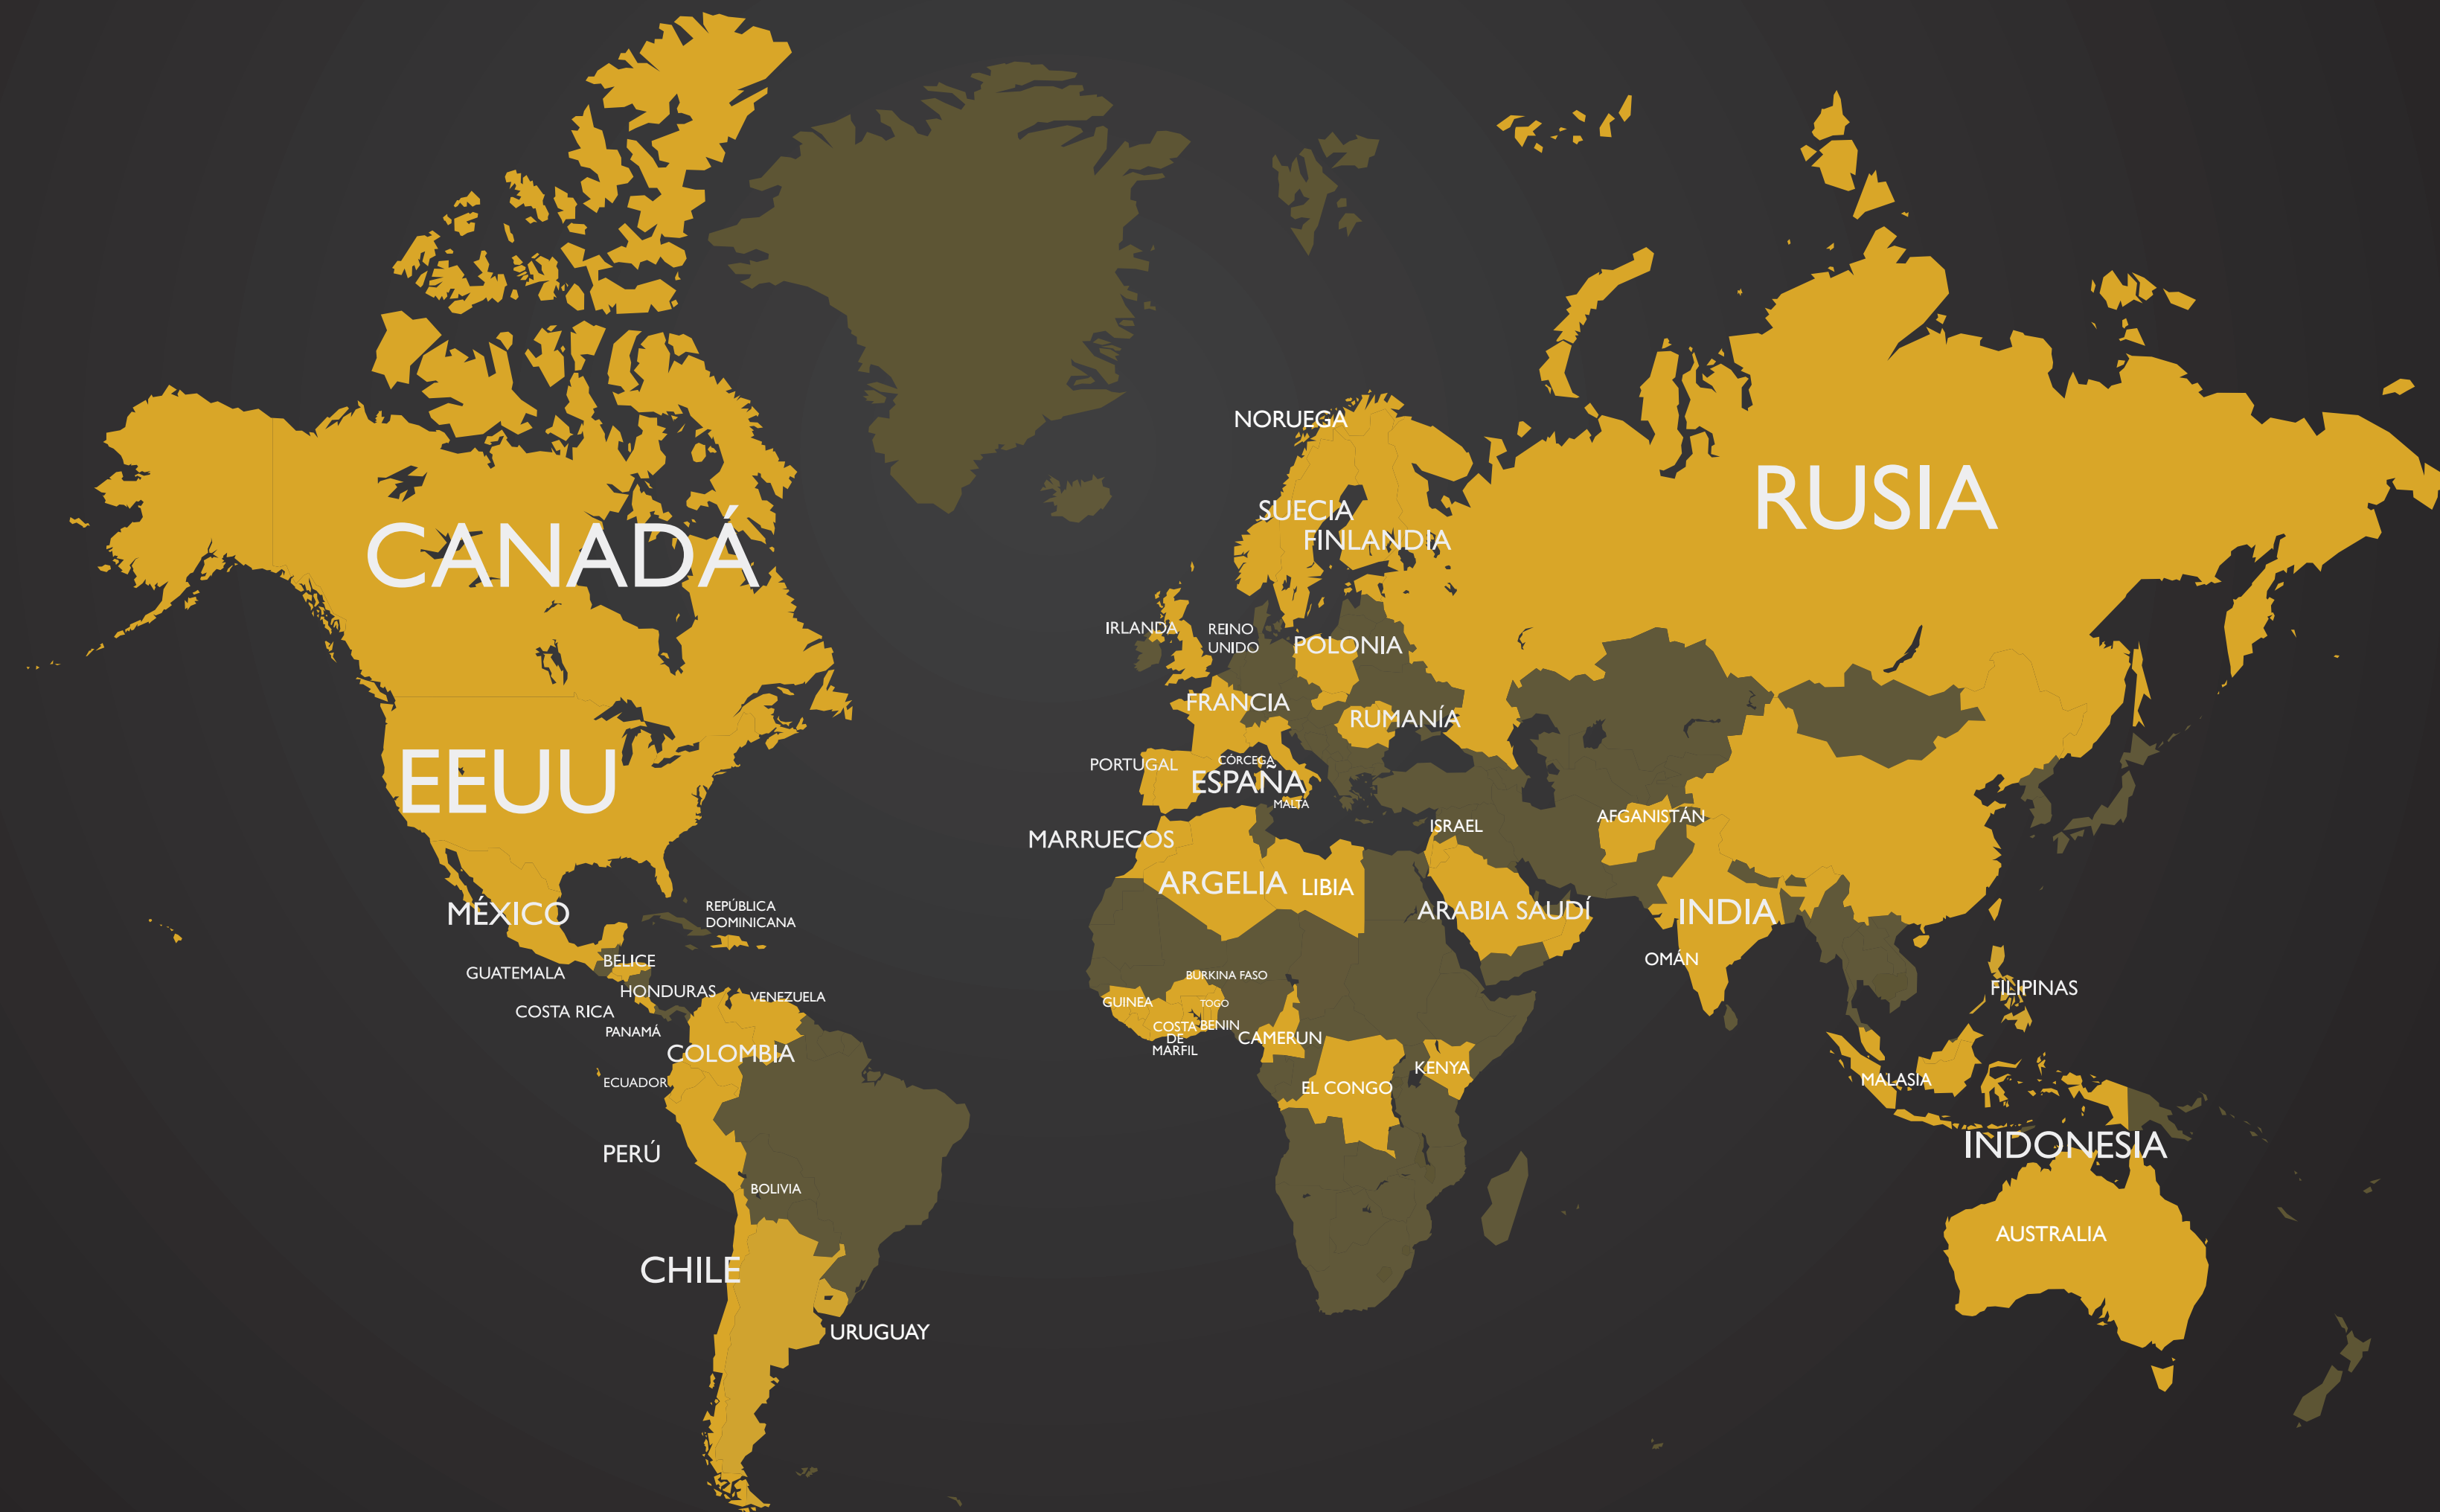 NORUEGA
RUSIA
SUECIA
FINLANDIA
CANADÁ
IRLANDA
REINO
UNIDO
POLONIA
FRANCIA
RUMANÍA
EEUU
PORTUGAL
CÓRCEGA
ESPAÑA
MALTA
MARRUECOS
ISRAEL
AFGANISTÁN
ARGELIA
LIBIA
MÉXICO
REPÚBLICA
DOMINICANA
ARABIA SAUDÍ
INDIA
BELICE
GUATEMALA
OMÁN
BURKINA FASO
HONDURAS
VENEZUELA
GUINEA
TOGO
FILIPINAS
COSTA RICA
PANAMÁ
COSTA
DE
MARFIL
BENIN
CAMERUN
COLOMBIA
KENYA
ECUADOR
EL CONGO
MALASIA
PERÚ
INDONESIA
BOLIVIA
AUSTRALIA
CHILE
URUGUAY